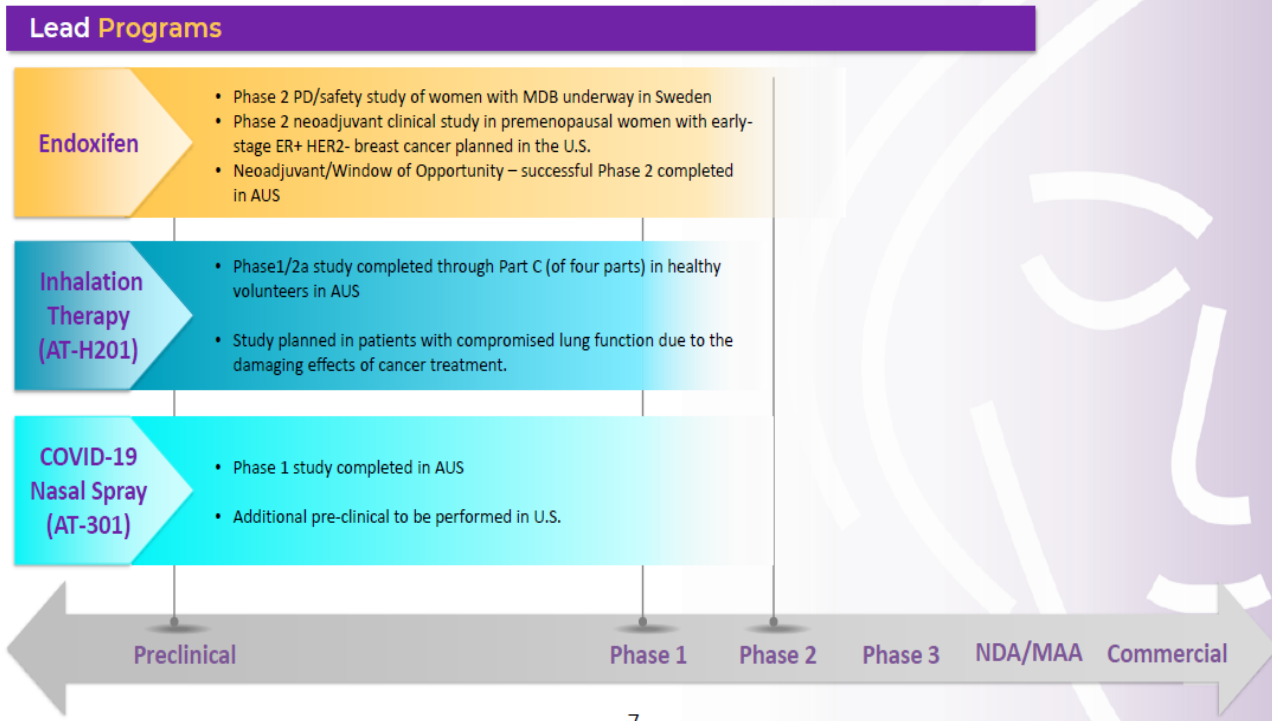 Lead Programs
Endoxifen
• Phase 2 PD/safety study of women with MDB underway in Sweden
• Phase 2 neoadjuvant clinical study in premenopausal women with early-
stage ER+ HER2- breast cancer planned in the U.S.
• Neoadjuvant/Window of Opportunity – successful Phase 2 completed
in AUS
Inhalation
Therapy
(AT-H201)
• Phase1/2a study completed through Part C (of four parts) in healthy
volunteers in AUS
• Study planned in patients with compromised lung function due to the
damaging effects of cancer treatment.
COVID-19
Nasal Spray
(AT-301)
• Phase 1 study completed in AUS
• Additional pre-clinical to be performed in U.S.
Preclinical
Phase 1
Phase 2
Phase 3
NDA/MAA
Commercial
7